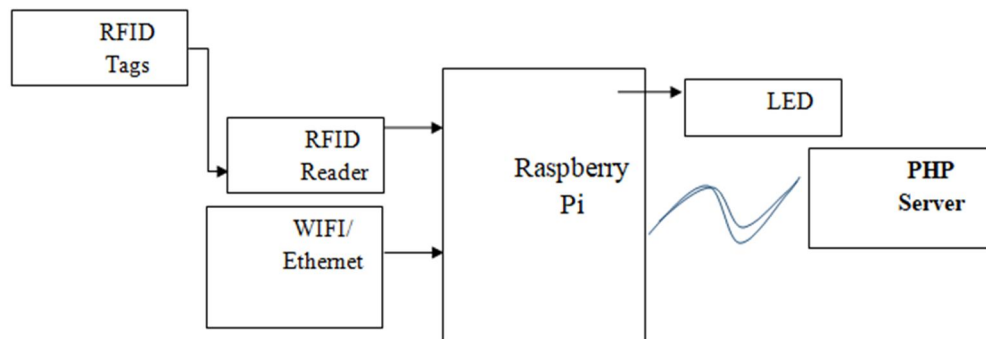 RFID
Tags
RFID
Reader
WIFI/
Ethernet
Raspberry
Pi
LED
PHP
Server